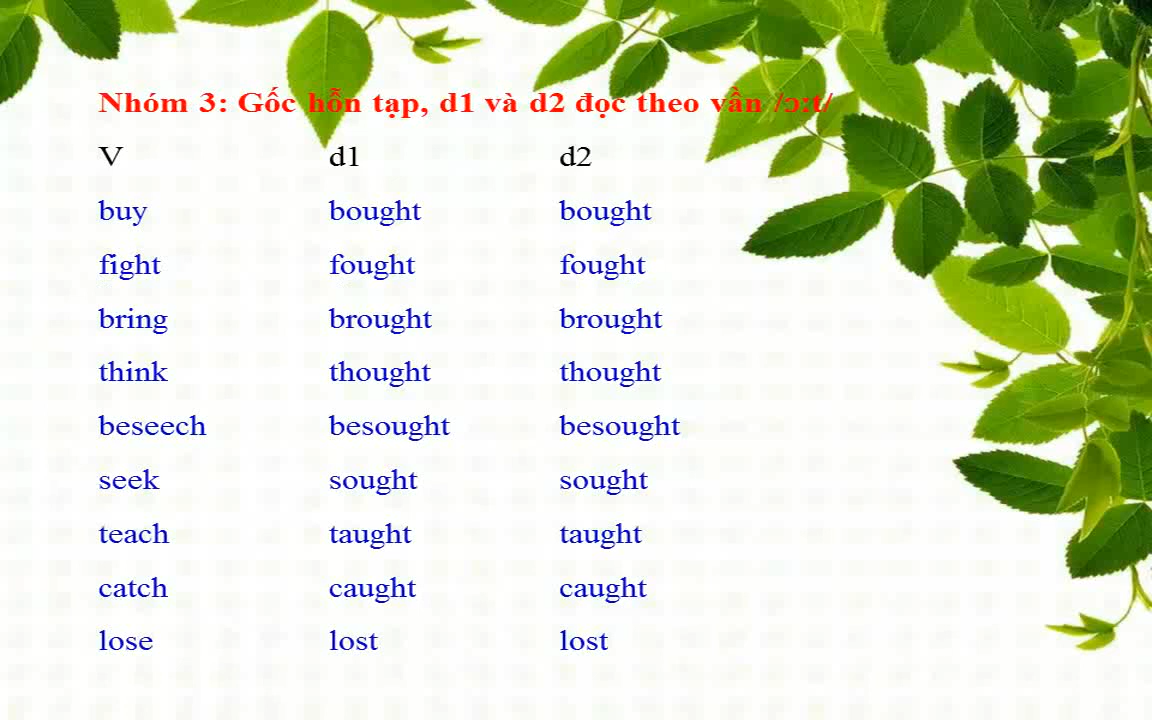 Nhóm 3: Gốc hỗn tạp, d1 và d2 đọc theo vần /ɔ:t/
V d1 d2
buy bought bought
fight fought fought
bring brought brought
think thought thought
beseech besought besought
seek sought sought
teach taught taught
catch caught caught
lose lost lost